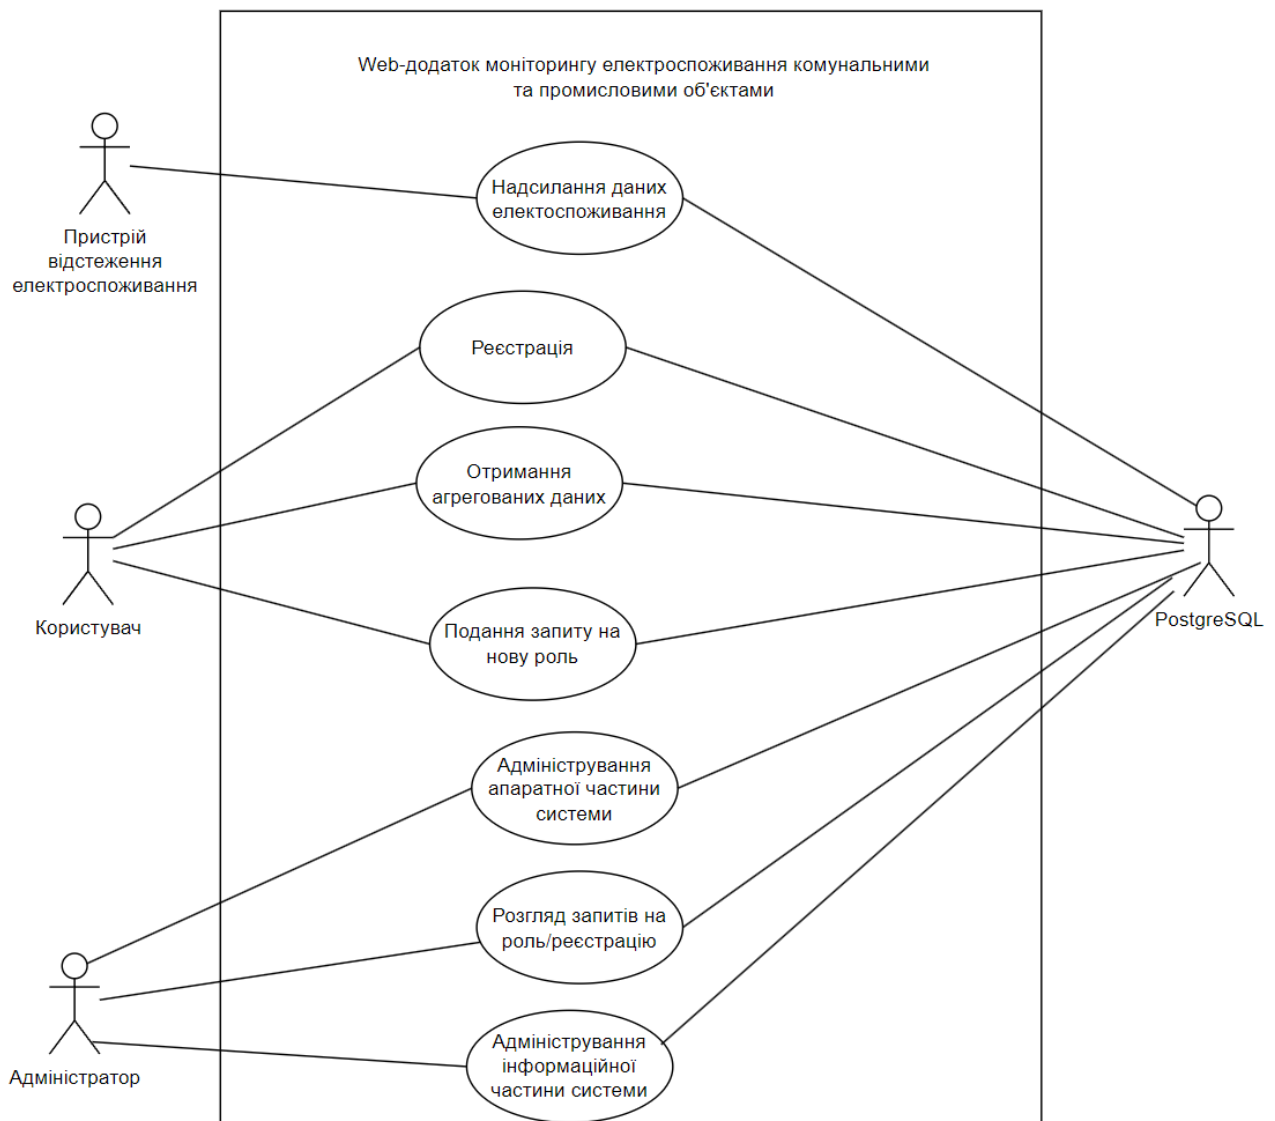 Web-додаток моніторингу електроспоживання комунальними
та промисловими об'єктами
Надсилання даних
електоспоживання
Пристрій
відстеження
електроспоживання
Реєстрація
Отримання
агрегованих даних
Користувач
PostgreSQL
Подання запиту на
нову роль
Адміністрування
апаратної частини
системи
Розгляд запитів на
роль/реєстрацію
Адміністрування
інформаційної
частини системи
Адміністратор